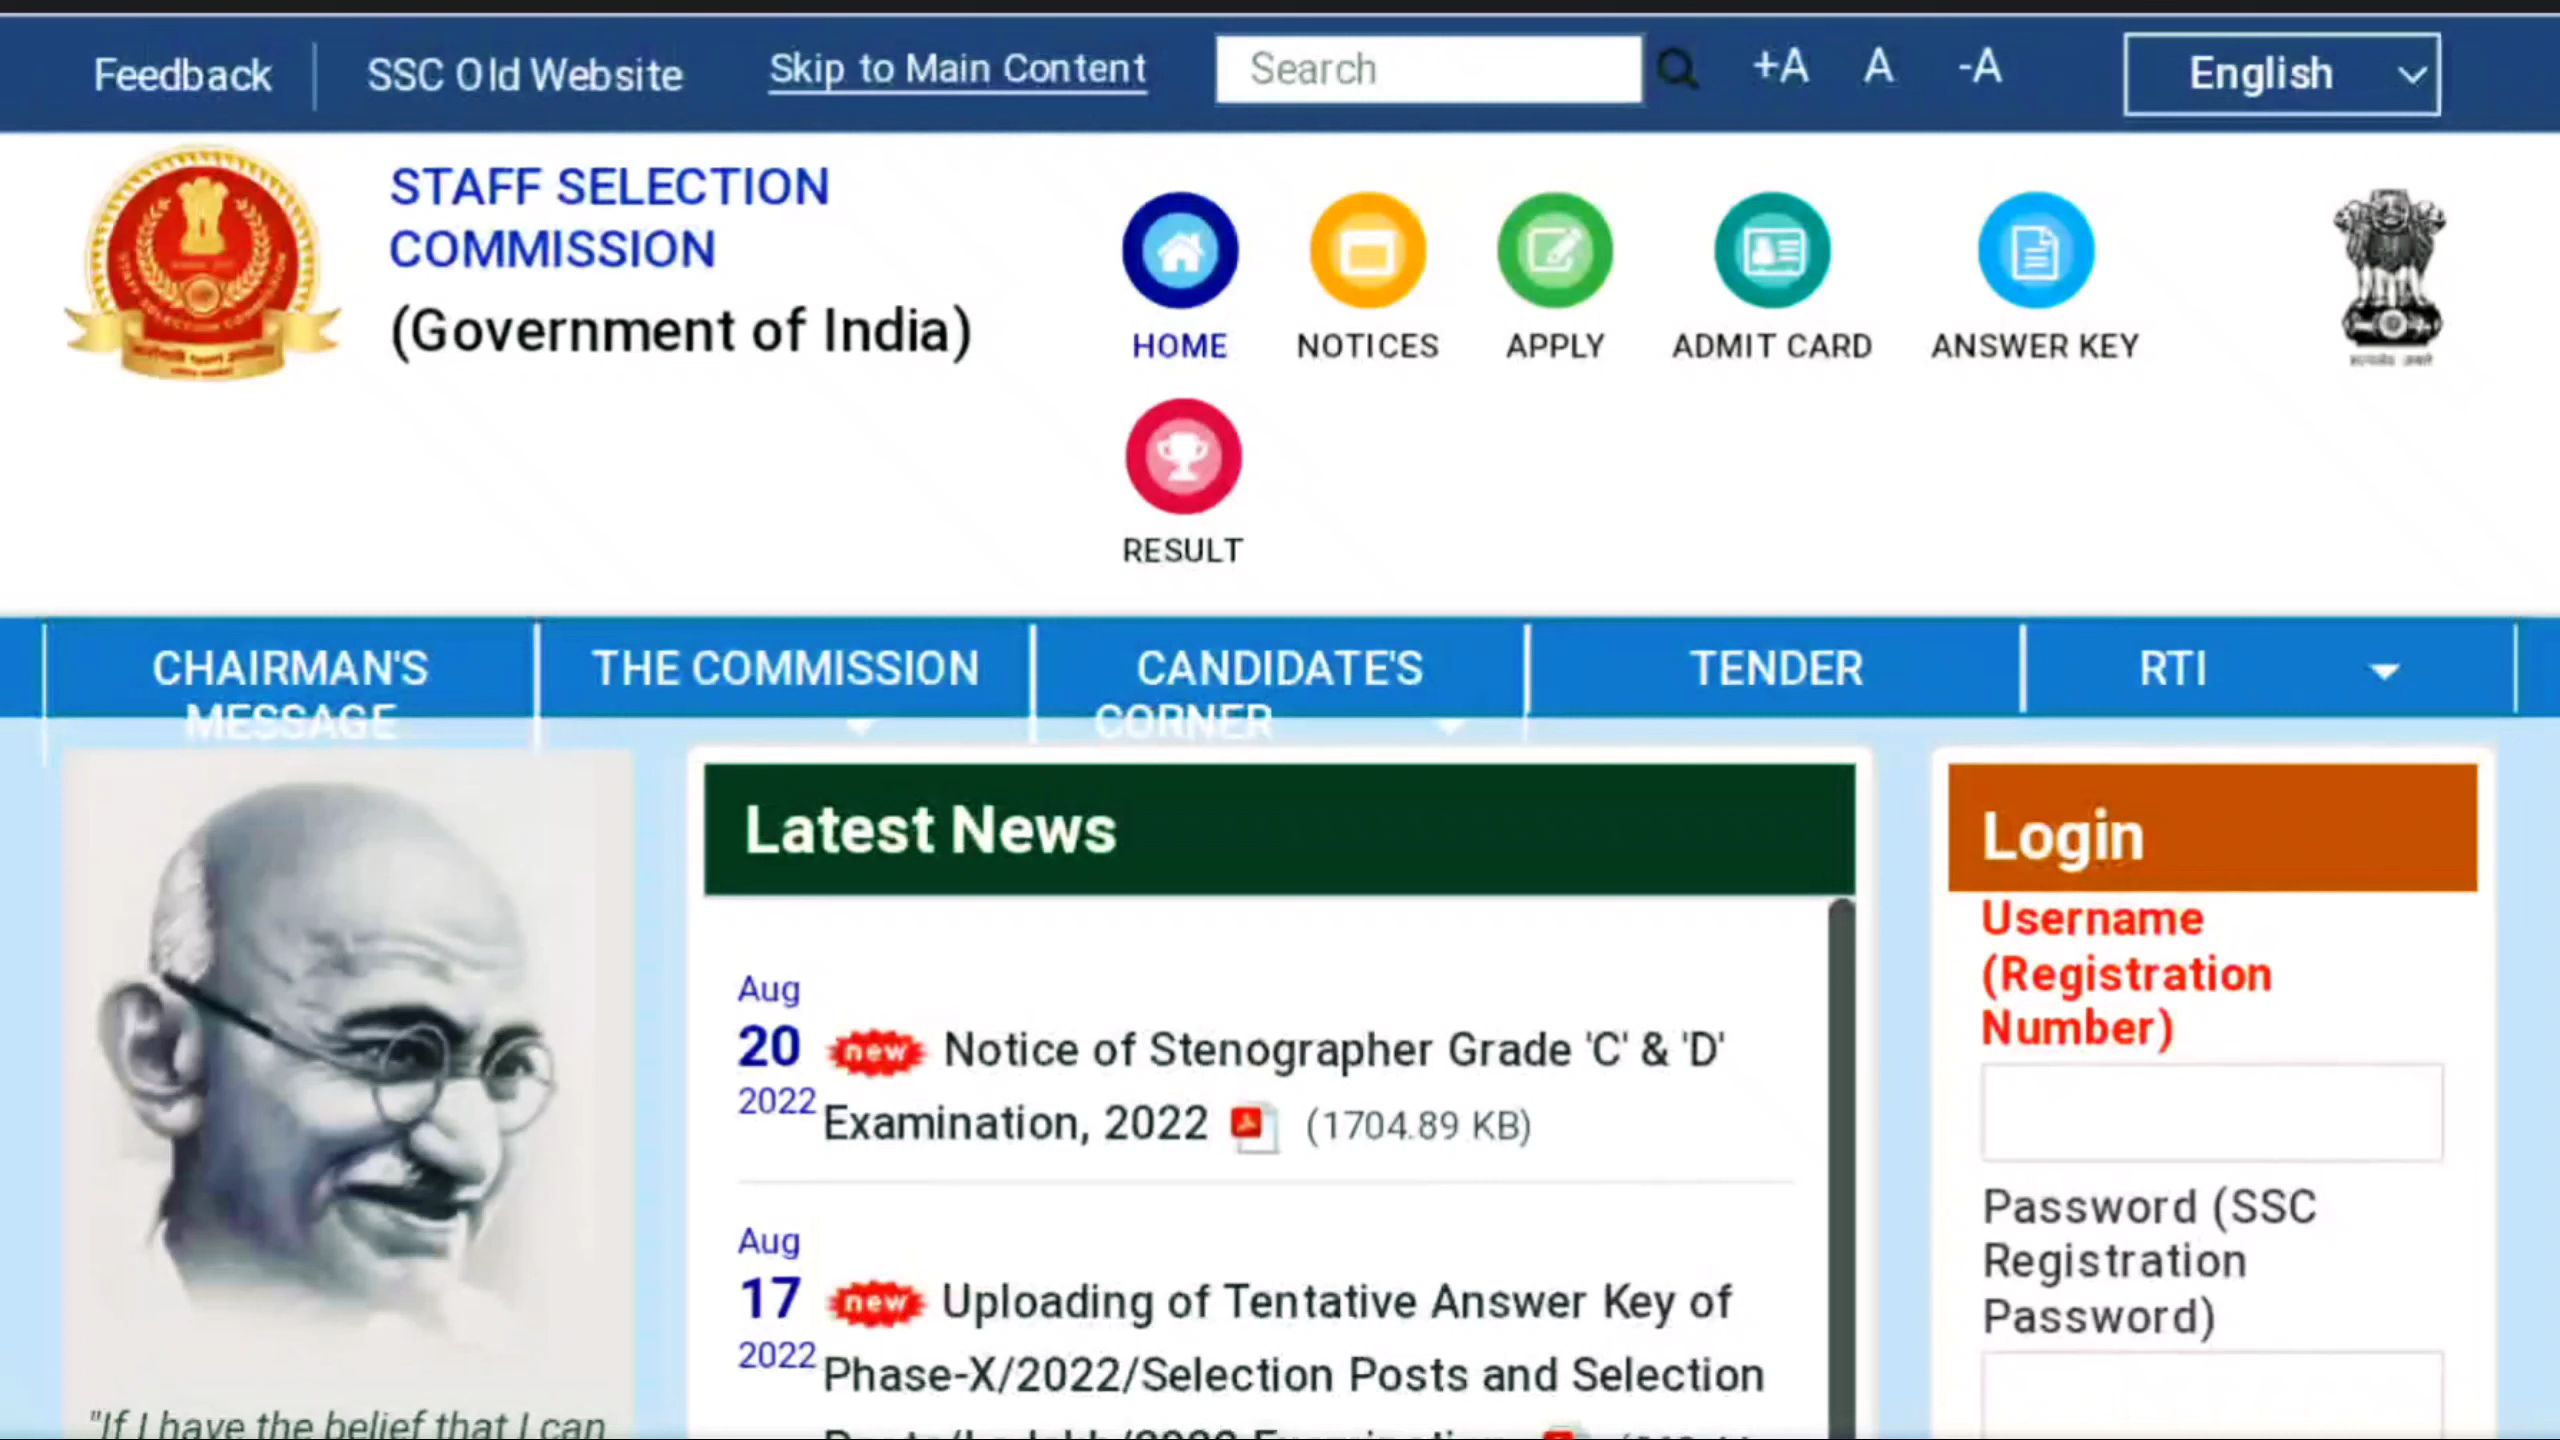 Feedback
SSC Old Website
Skip to Main Content
Search
+A A -A
English
STAFF SELECTION
COMMISSION
(Government of India)
HOME
NOTICES
APPLY
ADMIT CARD
ANSWER KEY
RESULT
CHAIRMAN'S
MESSAGE
THE COMMISSION
CANDIDATE'S
CORNER
TENDER
RTI
"If I have the belief that I can
Latest News
Aug
20
2022
new Notice of Stenographer Grade 'C' & 'D'
Examination, 2022 (1704.89 KB)
Aug
17
2022
new Uploading of Tentative Answer Key of
Phase-X/2022/Selection Posts and Selection
Login
Username
(Registration
Number)
Password (SSC
Registration
Password)